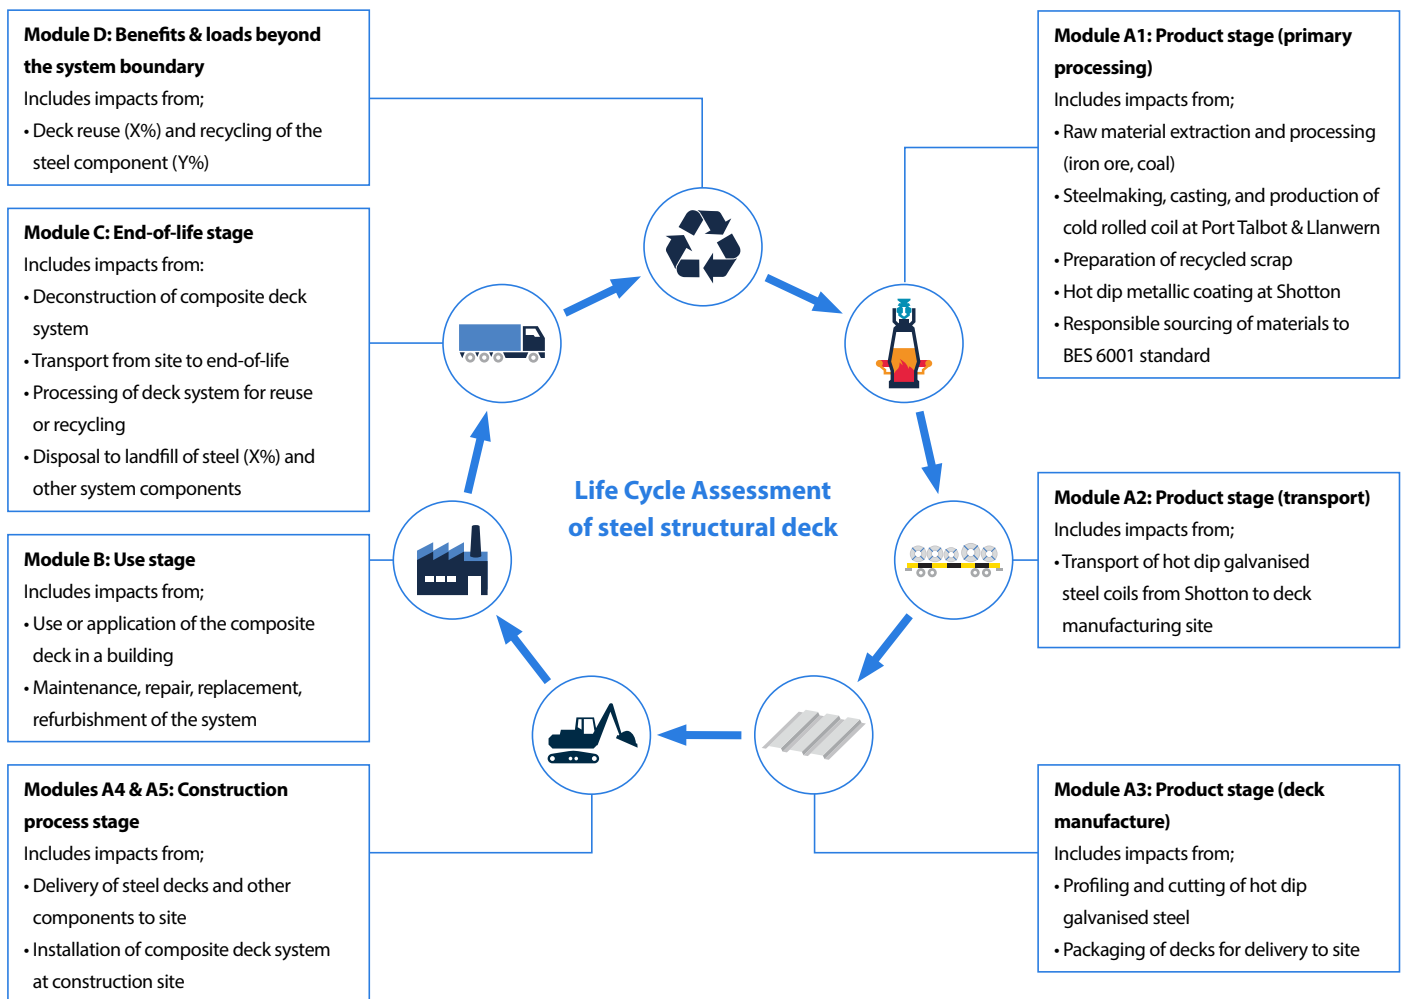 Module D: Benefits & loads beyond
the system boundary
Includes impacts from;
• Deck reuse (X%) and recycling of the
steel component (Y%)
Module C: End-of-life stage
Includes impacts from:
• Deconstruction of composite deck
system
• Transport from site to end-of-life
• Processing of deck system for reuse
or recycling
• Disposal to landfill of steel (X%) and
other system components
Module B: Use stage
Includes impacts from;
• Use or application of the composite
deck in a building
• Maintenance, repair, replacement,
refurbishment of the system
Modules A4 & A5: Construction
process stage
Includes impacts from;
• Delivery of steel decks and other
components to site
• Installation of composite deck system
at construction site
Life Cycle Assessment
of steel structural deck
Module A1: Product stage (primary
processing)
Includes impacts from;
• Raw material extraction and processing
(iron ore, coal)
• Steelmaking, casting, and production of
cold rolled coil at Port Talbot & Llanwern
• Preparation of recycled scrap
• Hot dip metallic coating at Shotton
• Responsible sourcing of materials to
BES 6001 standard
Module A2: Product stage (transport)
Includes impacts from;
• Transport of hot dip galvanised
steel coils from Shotton to deck
manufacturing site
Module A3: Product stage (deck
manufacture)
Includes impacts from;
• Profiling and cutting of hot dip
galvanised steel
• Packaging of decks for delivery to site